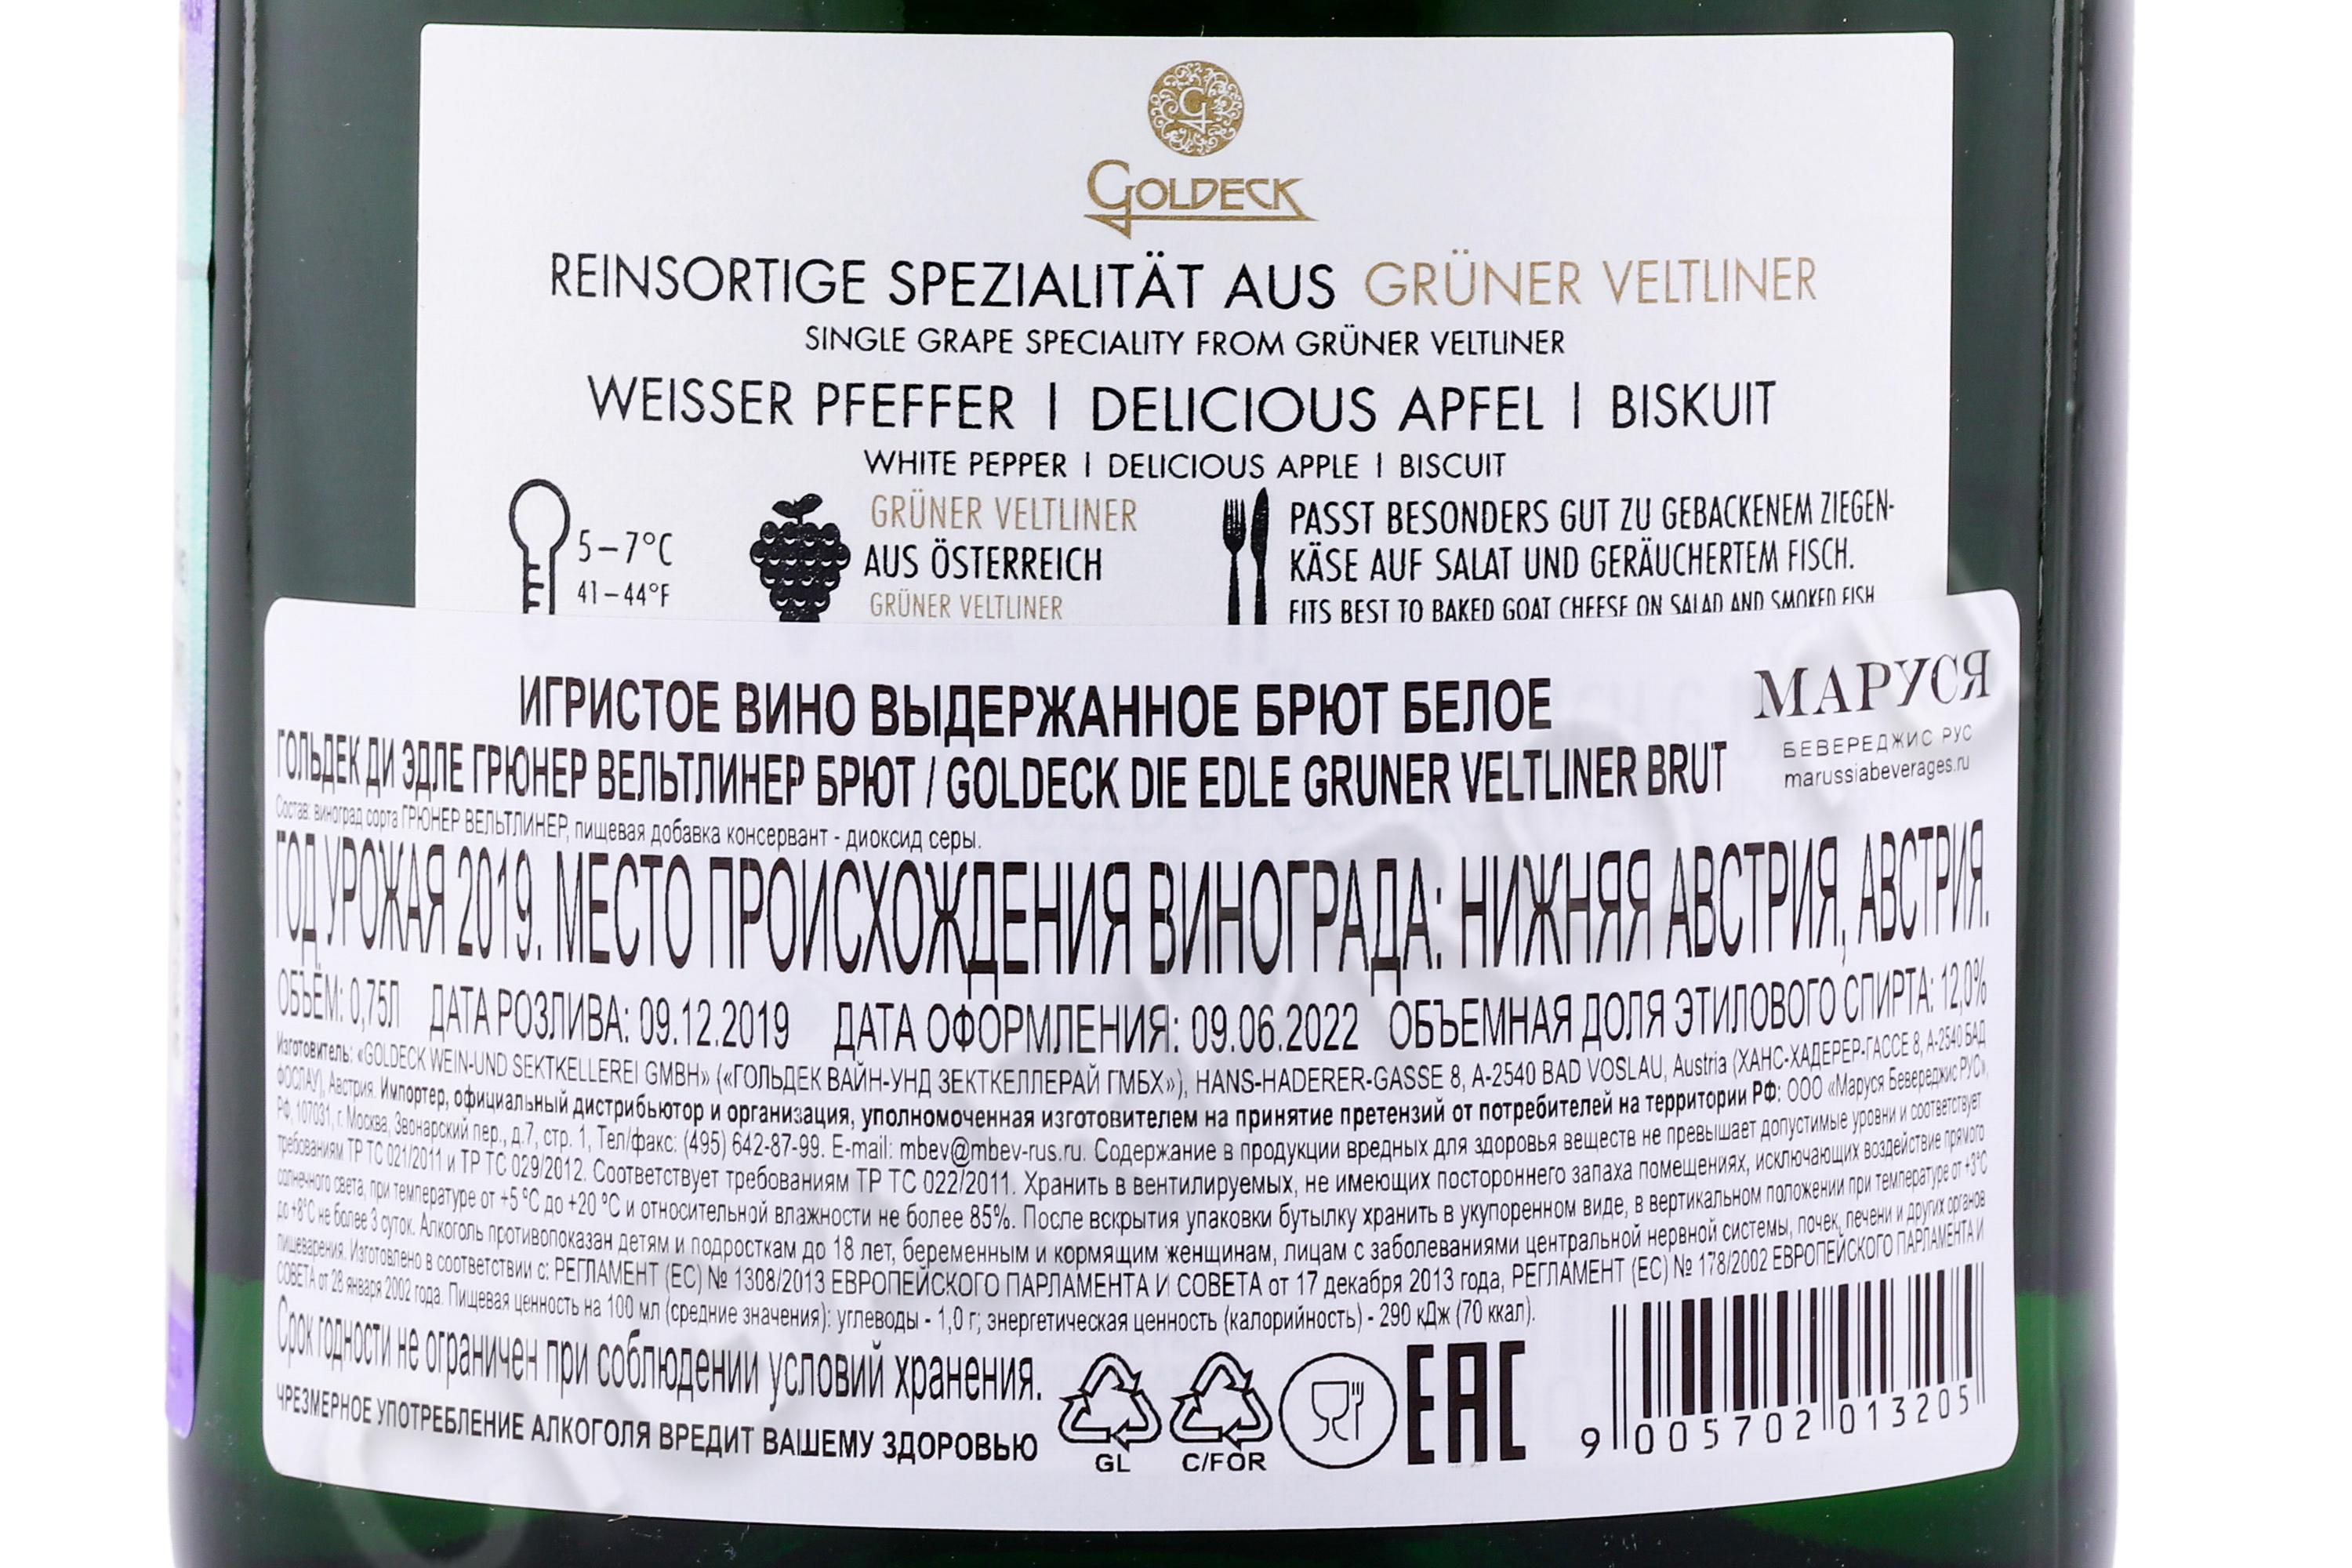 GOLDECK
REINSORTIGE SPEZIALITÄT AUS GRÜNER VELTLINER
SINGLE GRAPE SPECIALITY FROM GRÜNER VELTLINER
WEISSER PFEFFER | DELICIOUS APFEL | BISKUIT
WHITE PEPPER | DELICIOUS APPLE | BISCUIT
5–7°C
41–44°F
GRÜNER VELTLINER
AUS ÖSTERREICH
GRÜNER VELTLINER
PASST BESONDERS GUT ZU GEBACKENEM ZIEGEN-
KÄSE AUF SALAT UND GERÄUCHERTEM FISCH.
FITS BEST TO BAKED GOAT CHEESE ON SALAD AND SMOKED FISH
МАРУСЯ
БЕВЕРЕДЖИС РУС
marussiabeverages.ru
ИГРИСТОЕ ВИНО ВЫДЕРЖАННОЕ БРЮТ БЕЛОЕ
ГОЛЬДЕК ДИ ЭДЛЕ ГРЮНЕР ВЕЛЬТЛИНЕР БРЮТ / GOLDECK DIE EDLE GRUNER VELTLINER BRUT
Состав: виноград сорта ГРЮНЕР ВЕЛЬТЛИНЕР, пищевая добавка консервант - диоксид серы.
ГОД УРОЖАЯ 2019. МЕСТО ПРОИСХОЖДЕНИЯ ВИНОГРАДА: НИЖНЯЯ АВСТРИЯ, АВСТРИЯ.
ОБЪЁМ: 0,75Л ДАТА РОЗЛИВА: 09.12.2019 ДАТА ОФОРМЛЕНИЯ: 09.06.2022 ОБЪЕМНАЯ ДОЛЯ ЭТИЛОВОГО СПИРТА: 12,0%
Изготовитель: «GOLDECK WEIN-UND SEKTKELLEREI GMBH» («ГОЛЬДЕК ВАЙН-УНД ЗЕКТКЕЛЛЕРАЙ ГМБХ»), HANS-HADERER-GASSE 8, A-2540 BAD VOSLAU, Austria (ХАНС-ХАДЕРЕР-ГАССЕ 8, А-2540 БАД
ФОСЛАУ), Австрия. Импортер, официальный дистрибьютор и организация, уполномоченная изготовителем на принятие претензий от потребителей на территории РФ: ООО «Маруся Бевереджис РУС»,
РФ, 107031, г. Москва, Звонарский пер., д.7, стр. 1, Тел/факс: (495) 642-87-99. E-mail: mbev@mbev-rus.ru. Содержание в продукции вредных для здоровья веществ не превышает допустимые уровни и соответствует
требованиям ТР ТС 021/2011 и ТР ТС 029/2012. Соответствует требованиям ТР ТС 022/2011. Хранить в вентилируемых, не имеющих постороннего запаха помещениях, исключающих воздействие прямого
солнечного света, при температуре от +5 °C до +20 °C и относительной влажности не более 85%. После вскрытия упаковки бутылку хранить в укупоренном виде, в вертикальном положении при температуре от +3°C
до +8°C не более 3 суток. Алкоголь противопоказан детям и подросткам до 18 лет, беременным и кормящим женщинам, лицам с заболеваниями центральной нервной системы, почек, печени и других органов
пищеварения. Изготовлено в соответствии с: РЕГЛАМЕНТ (ЕС) № 1308/2013 ЕВРОПЕЙСКОГО ПАРЛАМЕНТА И СОВЕТА от 17 декабря 2013 года, РЕГЛАМЕНТ (ЕС) № 178/2002 ЕВРОПЕЙСКОГО ПАРЛАМЕНТА И
СОВЕТА от 28 января 2002 года. Пищевая ценность на 100 мл (средние значения): углеводы - 1,0 г; энергетическая ценность (калорийность) - 290 кДж (70 ккал).
Срок годности не ограничен при соблюдении условий хранения.
ЧРЕЗМЕРНОЕ УПОТРЕБЛЕНИЕ АЛКОГОЛЯ ВРЕДИТ ВАШЕМУ ЗДОРОВЬЮ
GL
C/FOR
EAC
9 005702 013205